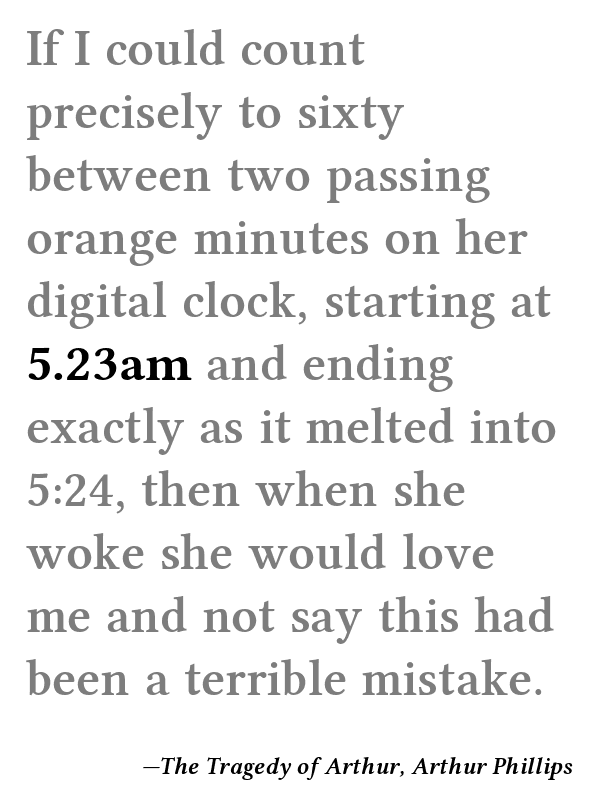 If I could count
precisely to sixty
between two passing
orange minutes on her
digital clock, starting at
5.23am and ending
exactly as it melted into
5:24, then when she
woke she would love
me and not say this had
been a terrible mistake.
—The Tragedy of Arthur, Arthur Phillips